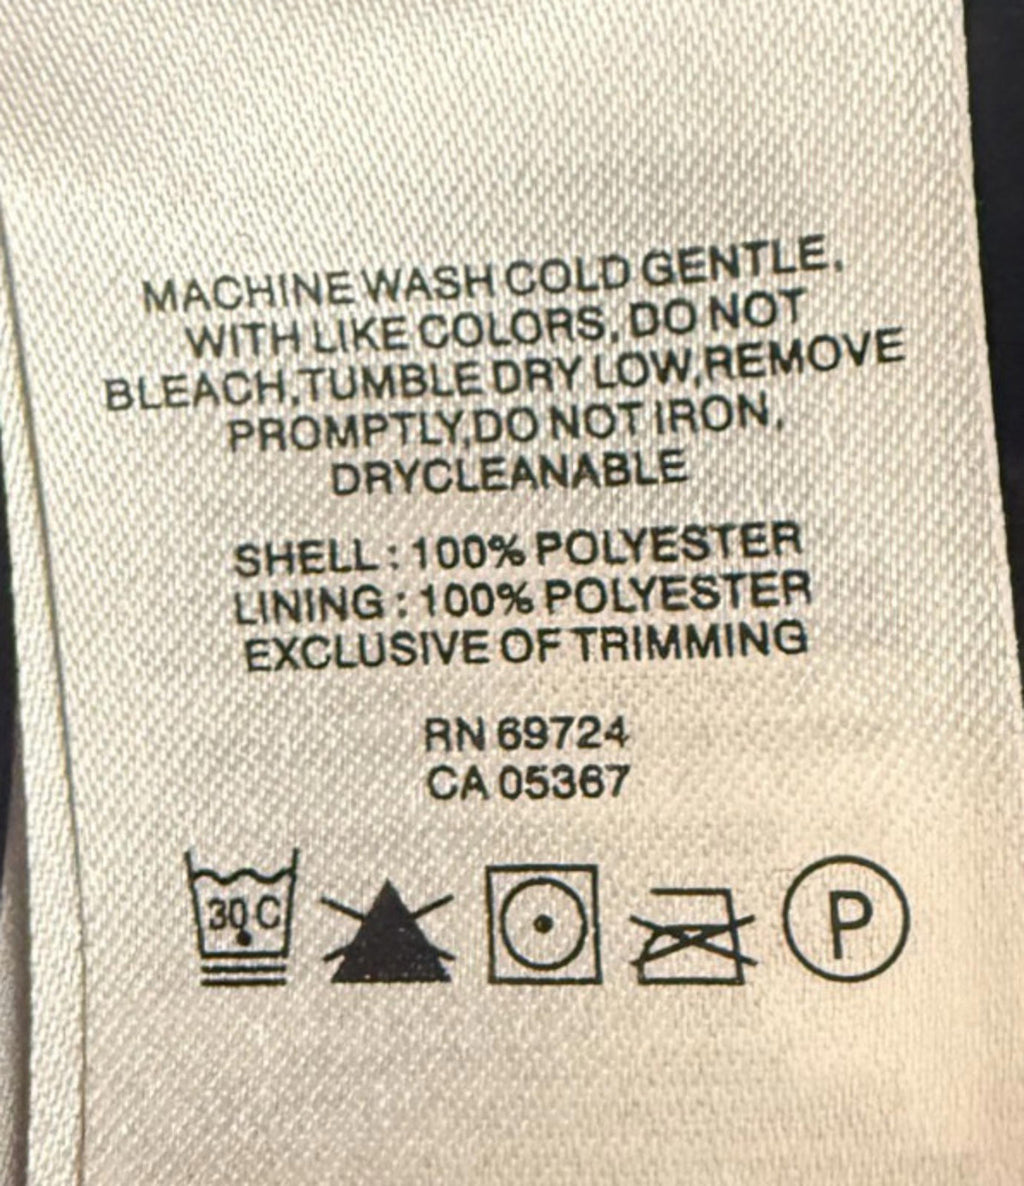 MACHINE WASH COLD GENTLE,
WITH LIKE COLORS, DO NOT
BLEACH,TUMBLE DRY LOW,REMOVE
PROMPTLY,DO NOT IRON,
DRYCLEANABLE
SHELL : 100% POLYESTER
LINING : 100% POLYESTER
EXCLUSIVE OF TRIMMING
RN 69724
CA 05367
30 C P